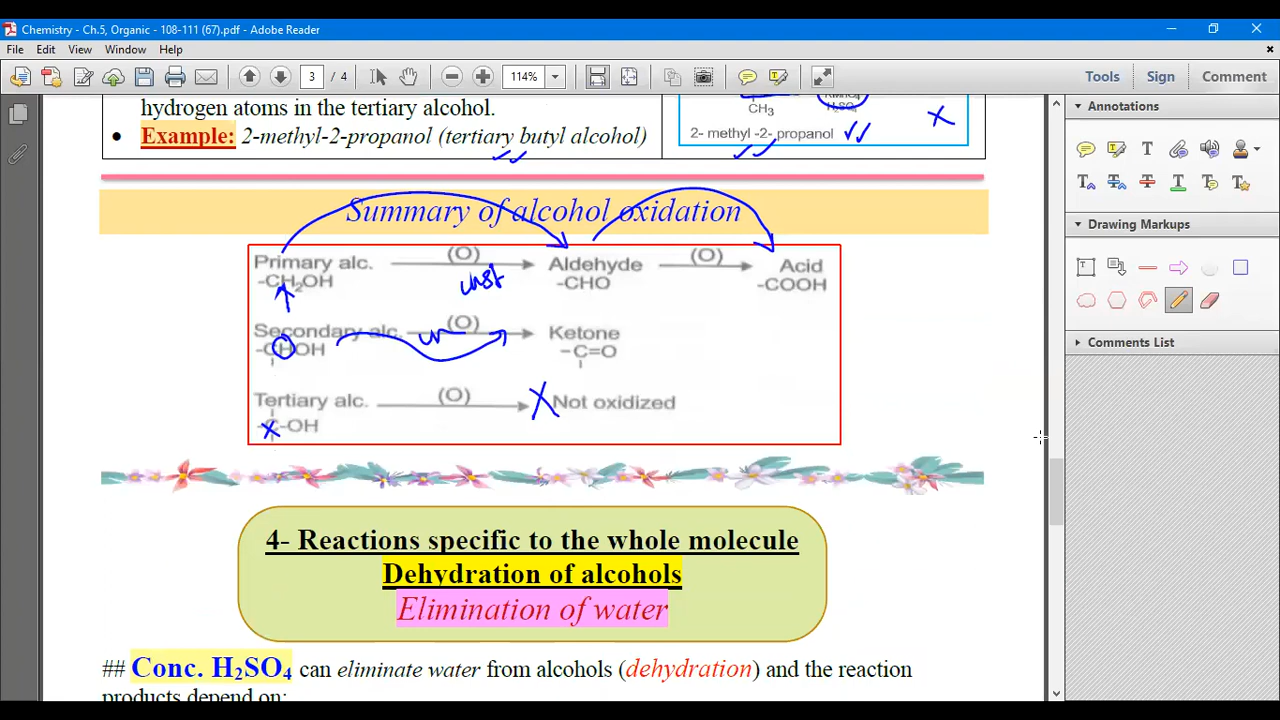 Chemistry - Ch.5, Organic - 108-111 (67).pdf - Adobe Reader
File Edit View Window Help
3 / 4 114% Tools Sign Comment
hydrogen atoms in the tertiary alcohol.
• Example: 2-methyl-2-propanol (tertiary butyl alcohol)
CH3
H2SO4
2- methyl -2- propanol
Summary of alcohol oxidation
Primary alc. (O) Aldehyde (O) Acid
-CH2OH -CHO -COOH
Secondary alc. (O) Ketone
-CHOH -C=O
Tertiary alc. (O) Not oxidized
-C-OH
4- Reactions specific to the whole molecule
Dehydration of alcohols
Elimination of water
## Conc. H2SO4 can eliminate water from alcohols (dehydration) and the reaction
products depend on:
Annotations
Drawing Markups
Comments List